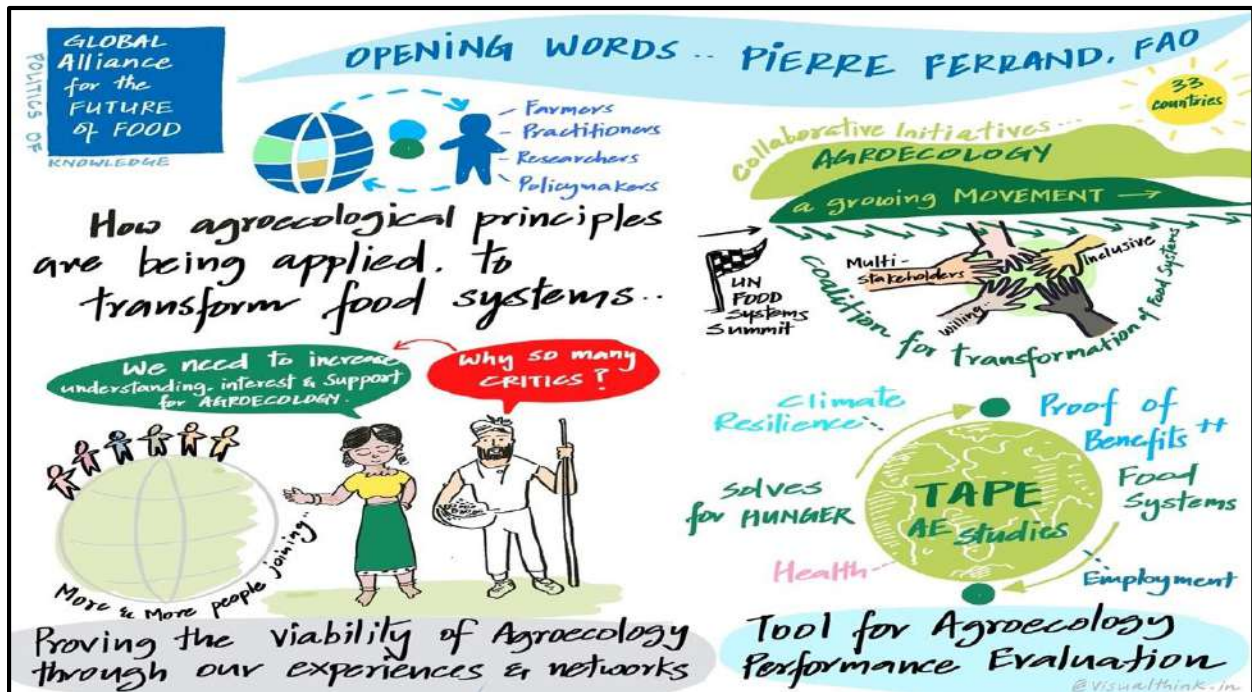 GLOBAL
Alliance
for the
FUTURE
of FOOD
POLITICS OF
KNOWLEDGE
OPENING WORDS .. PIERRE FERRAND, FAO
33
countries
Farmers
Practitioners
Researchers
Policymakers
How agroecological principles
are being applied. to
transform food systems..
Collaborative Initiatives...
AGROECOLOGY
a growing MOVEMENT
UN
FOOD
Systems
Summit
Multi-
stakeholders
Inclusive
Willing..
Coalition for transformation of Food Systems
We need to increase
understanding, interest & Support
for AGROECOLOGY.
Why so many
CRITICS ?
More & More people joining..
Proving the viability of Agroecology
through our experiences & networks
Climate
Resilience
Proof of
Benefits ++
Solves
for HUNGER
TAPE
AE studies
Food
Systems
Health
Employment
Tool for Agroecology
Performance Evaluation
@visualthink.in